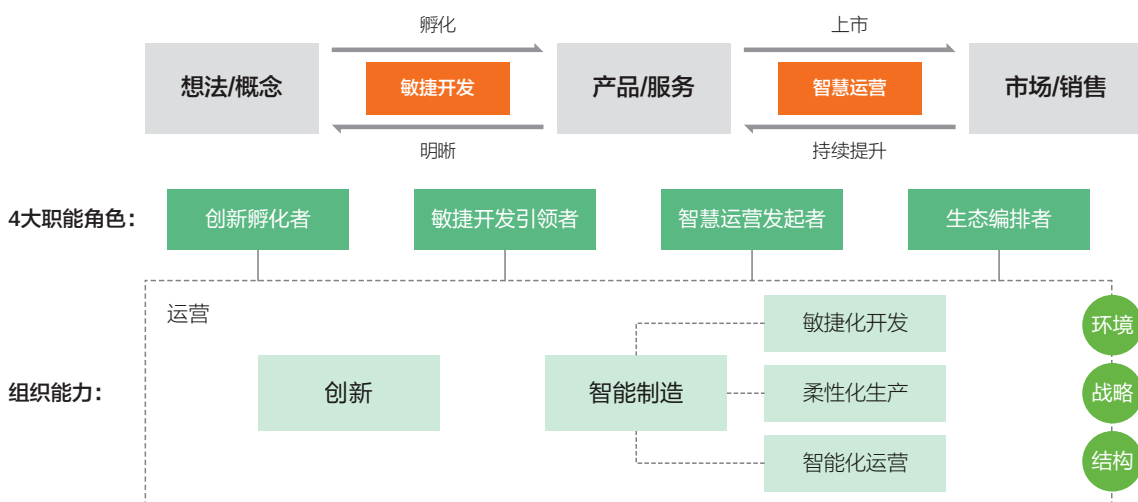 孵化
上市
想法/概念
敏捷开发
产品/服务
智慧运营
市场/销售
明晰
持续提升
4大职能角色：
创新孵化者
敏捷开发引领者
智慧运营发起者
生态编排者
运营
敏捷化开发
环境
组织能力：
创新
智能制造
柔性化生产
战略
智能化运营
结构